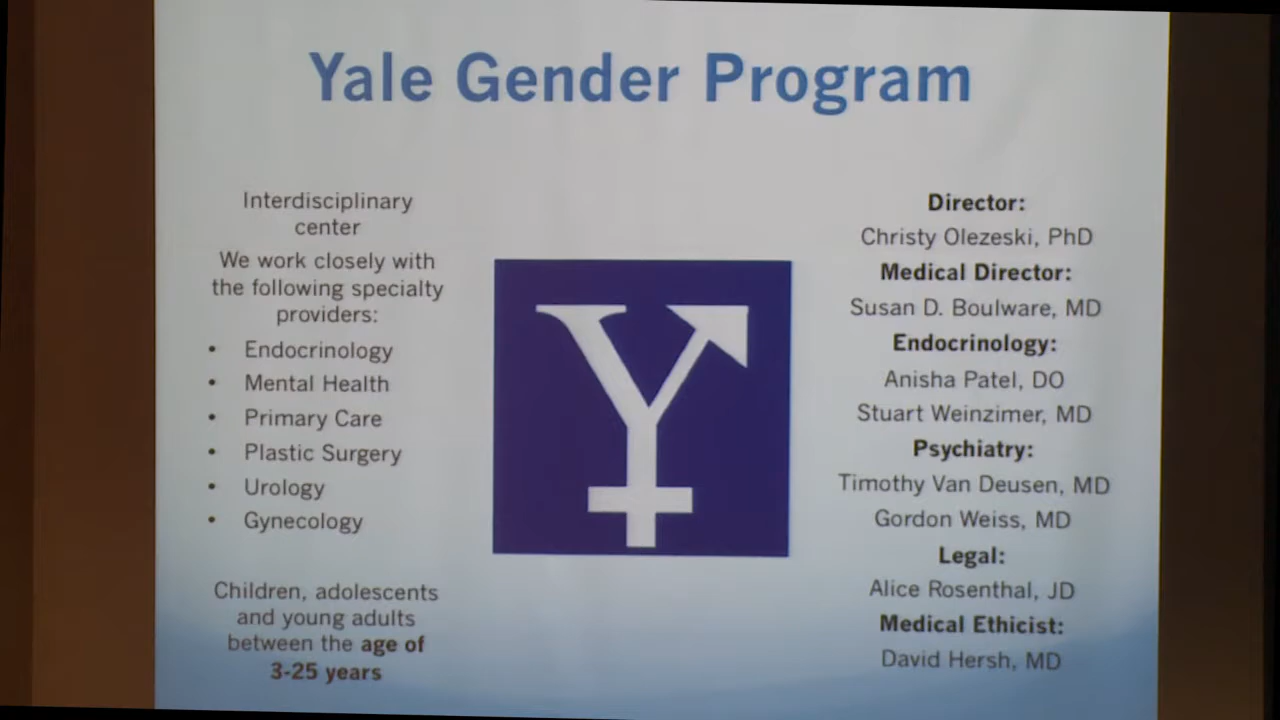 Yale Gender Program
Interdisciplinary
center
We work closely with
the following specialty
providers:
• Endocrinology
• Mental Health
• Primary Care
• Plastic Surgery
• Urology
• Gynecology
Children, adolescents
and young adults
between the age of
3-25 years
Y
Director:
Christy Olezeski, PhD
Medical Director:
Susan D. Boulware, MD
Endocrinology:
Anisha Patel, DO
Stuart Weinzimer, MD
Psychiatry:
Timothy Van Deusen, MD
Gordon Weiss, MD
Legal:
Alice Rosenthal, JD
Medical Ethicist:
David Hersh, MD